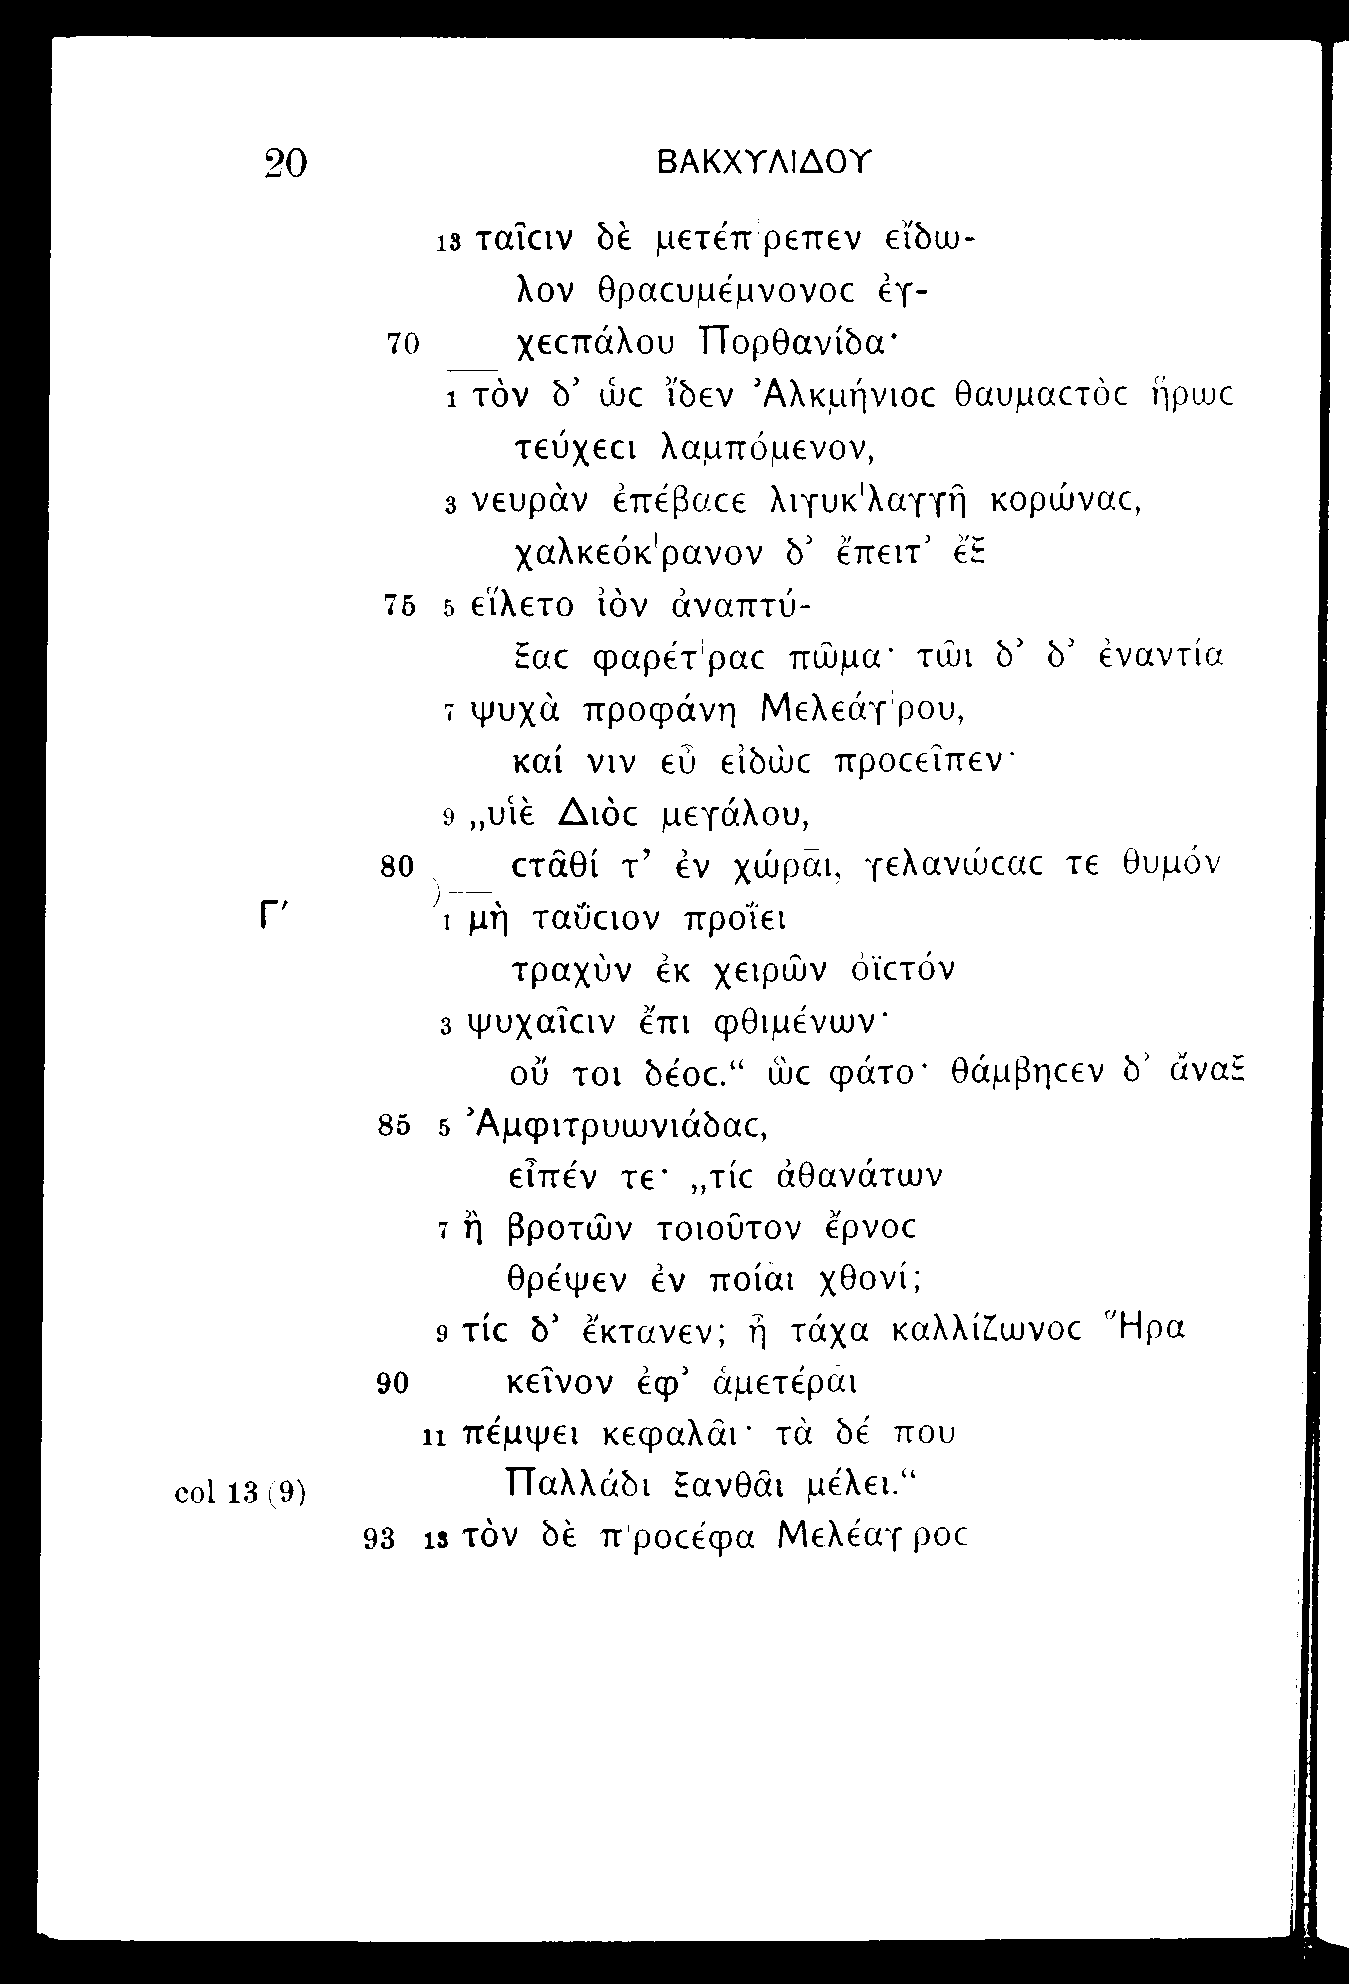 20 ΒΑΚΧΥΛΙΔΟΥ
13 ταῖϲιν δὲ μετέπ'ρεπεν εἴδω-
λον θραϲυμέμνονοϲ ἐγ-
70 χεϲπάλου Πορθανίδα·
1 τὸν δ’ ὡϲ ἴδεν Ἀλκμήνιοϲ θαυμαϲτὸϲ ἥρωϲ
τεύχεϲι λαμπόμενον,
3 νευρὰν ἐπέβαϲε λιγυκ'λαγγῆ κορώναϲ,
χαλκεόκ'ρανον δ’ ἔπειτ’ ἔξ
75 5 εἵλετο ἰὸν ἀναπτύ-
ξαϲ φαρέτ'ραϲ πῶμα· τῶι δ’ δ’ ἐναντία
7 ψυχὰ προφάνη Μελεάγ'ρου,
καί νιν εὖ εἰδὼϲ προϲεῖπεν·
9 „υἱὲ Διὸϲ μεγάλου,
80 ϲτᾶθί τ’ ἐν χώρᾱι, γελανώϲαϲ τε θυμόν
Γ′ 1 μὴ ταΰϲιον προΐει
τραχὺν ἐκ χειρῶν ὀϊϲτόν
3 ψυχαῖϲιν ἔπι φθιμένων·
οὔ τοι δέοϲ.“ ὣϲ φάτο· θάμβηϲεν δ’ ἄναξ
85 5 Ἀμφιτρυωνιάδαϲ,
εἶπέν τε· „τίϲ ἀθανάτων
7 ἢ βροτῶν τοιοῦτον ἔρνοϲ
θρέψεν ἐν ποίαι χθονί;
9 τίϲ δ’ ἔκτανεν; ἦ τάχα καλλίζωνοϲ Ἥρα
90 κεῖνον ἐφ’ ἁμετέραι
11 πέμψει κεφαλᾶι· τὰ δέ που
col 13 (9) Παλλάδι ξανθᾶι μέλει.“
93 13 τὸν δὲ π'ροϲέφα Μελέαγ'ροϲ